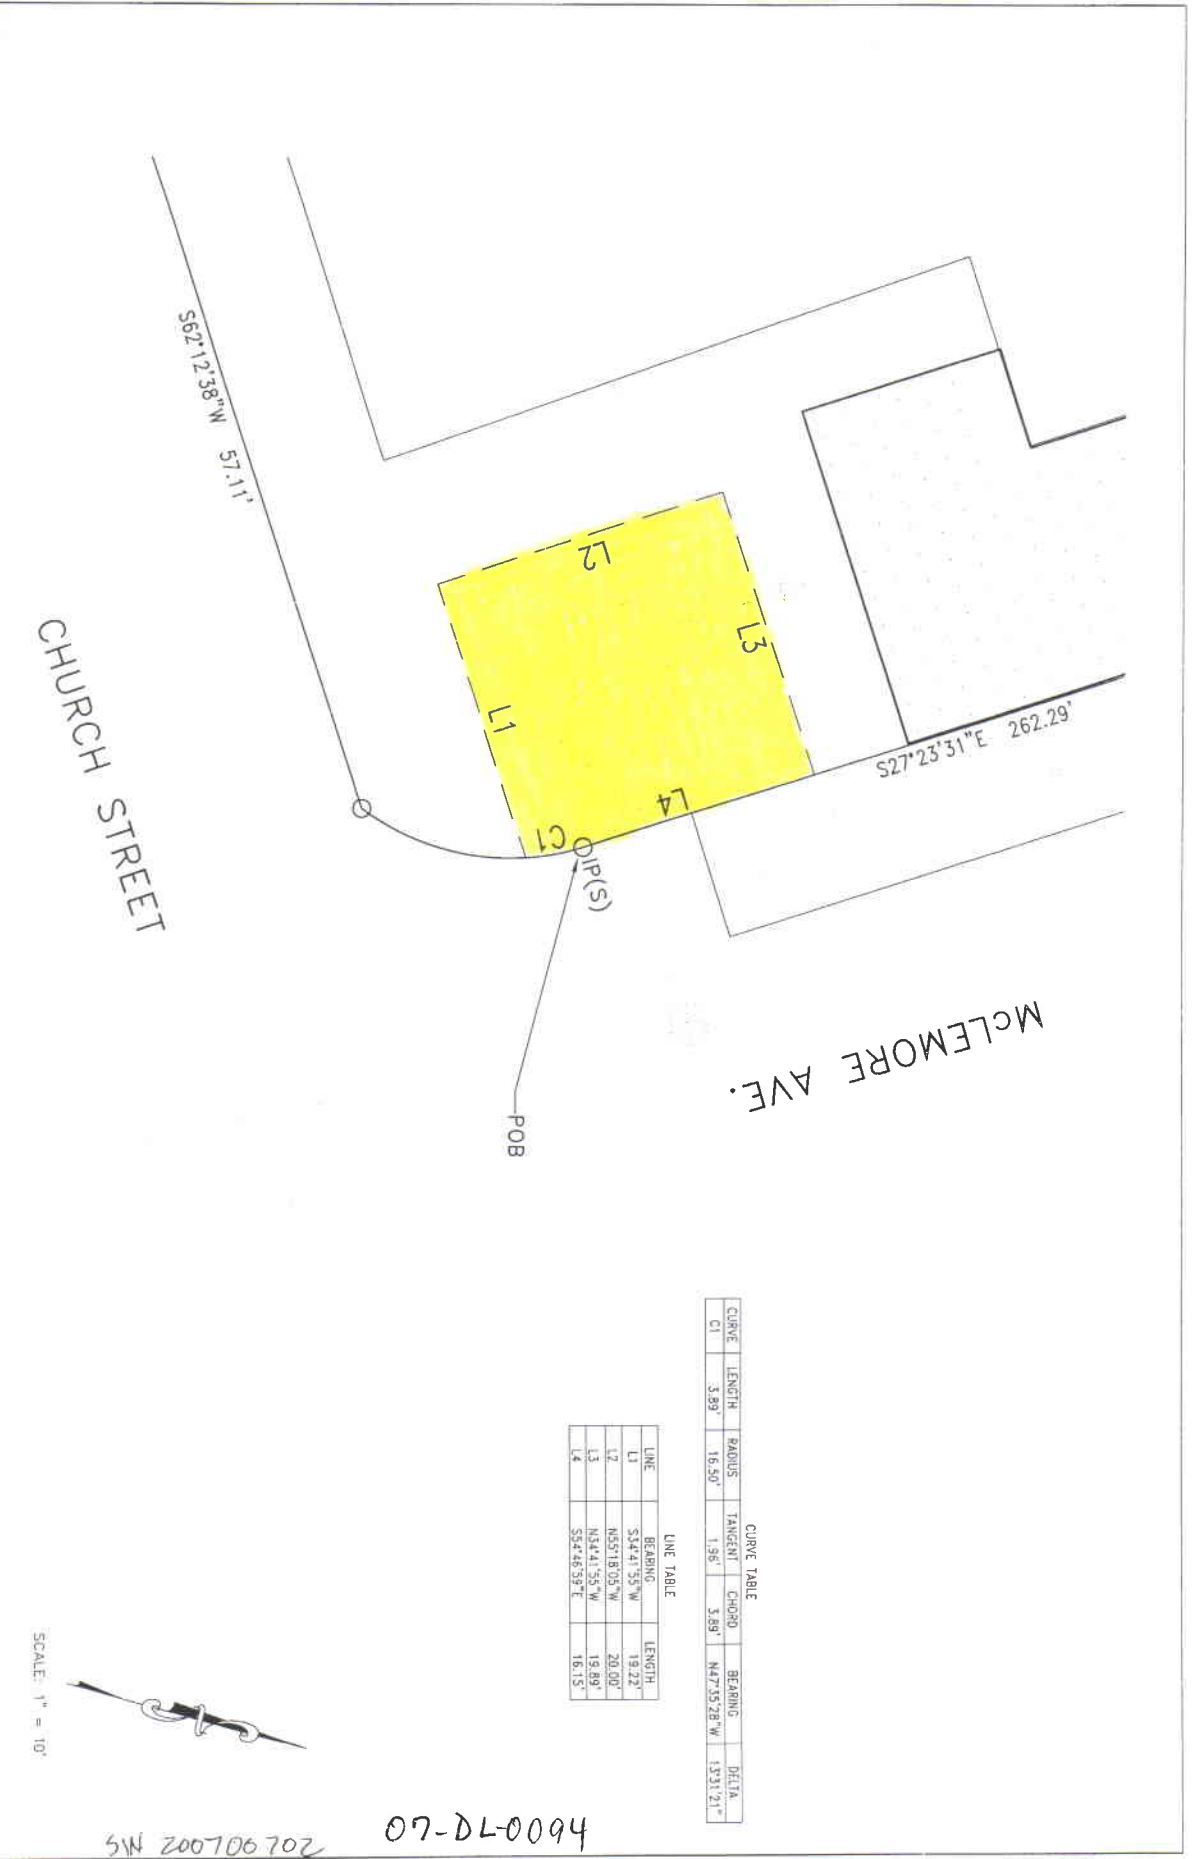 S62°12'38"W 57.11'
CHURCH STREET
L1
L2
L3
L4
C1
IP(S)
S27°23'31"E 262.29'
McLEMORE AVE.
POB
CURVE TABLE
CURVE LENGTH RADIUS TANGENT CHORD BEARING DELTA
C1 3.89' 16.50' 1.96' 3.89' N47°35'28"W 13°31'21"
LINE TABLE
LINE BEARING LENGTH
L1 S34°41'55"W 19.22'
L2 N55°18'05"W 20.00'
L3 N34°41'55"W 19.89'
L4 S54°46'59"E 16.15'
SCALE: 1" = 10'
07-DL-0094
SW 200700702